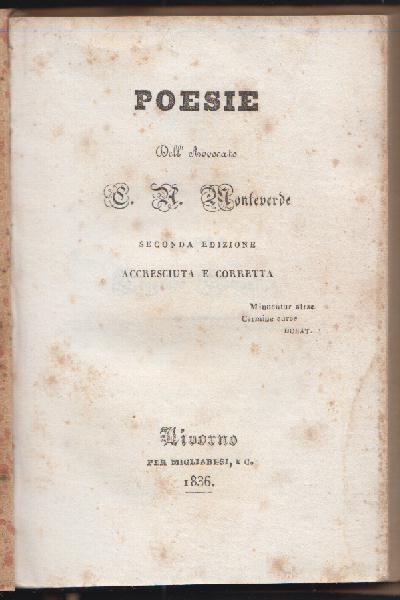 POESIE
Dell' Avvocato
C. A. Monteverde
SECONDA EDIZIONE
ACCRESCIUTA E CORRETTA
Minuentur atrae
Carmine curae
HORAT.
Livorno
PER MIGLIARESI, E C.
1836.